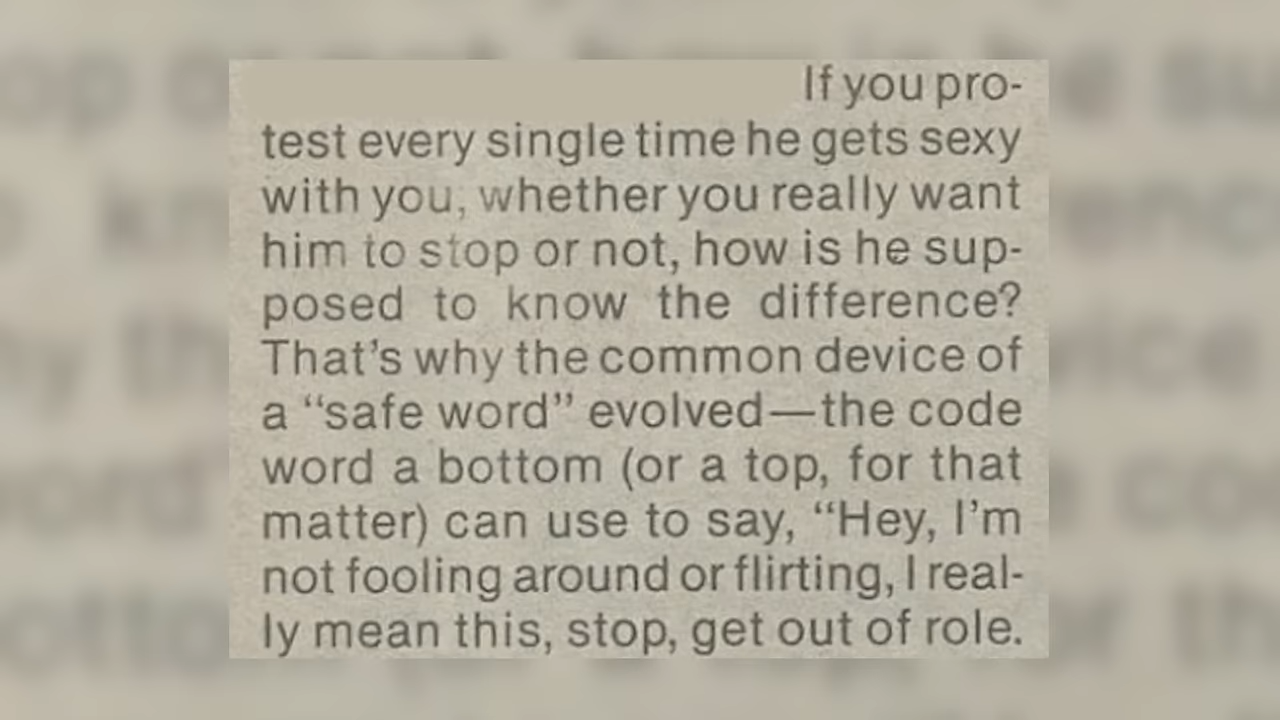 If you pro-
test every single time he gets sexy
with you, whether you really want
him to stop or not, how is he sup-
posed to know the difference?
That's why the common device of
a “safe word” evolved—the code
word a bottom (or a top, for that
matter) can use to say, “Hey, I'm
not fooling around or flirting, I real-
ly mean this, stop, get out of role.